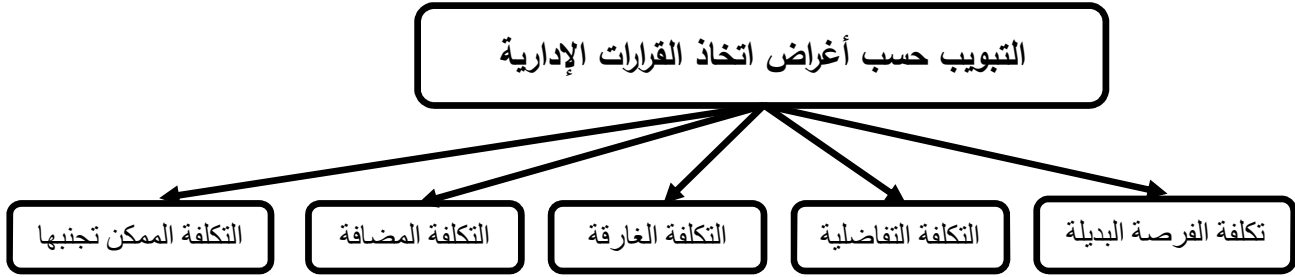 التبويب حسب أغراض اتخاذ القرارات الإدارية
تكلفة الفرصة البديلة
التكلفة التفاضلية
التكلفة الغارقة
التكلفة المضافة
التكلفة الممكن تجنبها